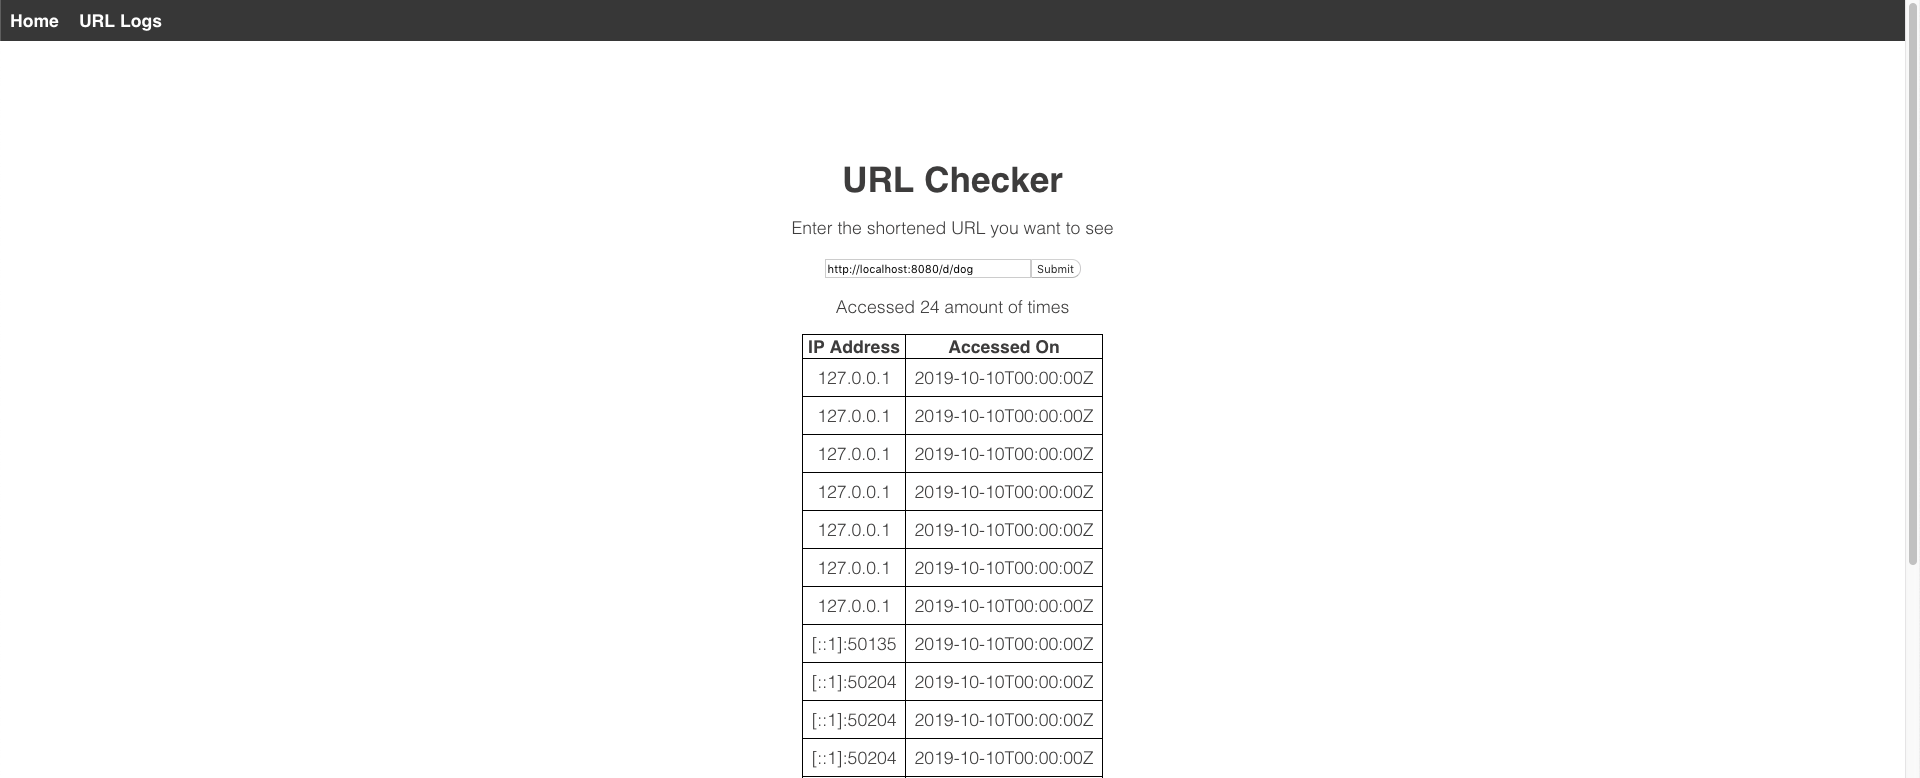 Home URL Logs
URL Checker
Enter the shortened URL you want to see
http://localhost:8080/d/dog Submit
Accessed 24 amount of times
IP Address Accessed On
127.0.0.1 2019-10-10T00:00:00Z
127.0.0.1 2019-10-10T00:00:00Z
127.0.0.1 2019-10-10T00:00:00Z
127.0.0.1 2019-10-10T00:00:00Z
127.0.0.1 2019-10-10T00:00:00Z
127.0.0.1 2019-10-10T00:00:00Z
127.0.0.1 2019-10-10T00:00:00Z
[::1]:50135 2019-10-10T00:00:00Z
[::1]:50204 2019-10-10T00:00:00Z
[::1]:50204 2019-10-10T00:00:00Z
[::1]:50204 2019-10-10T00:00:00Z